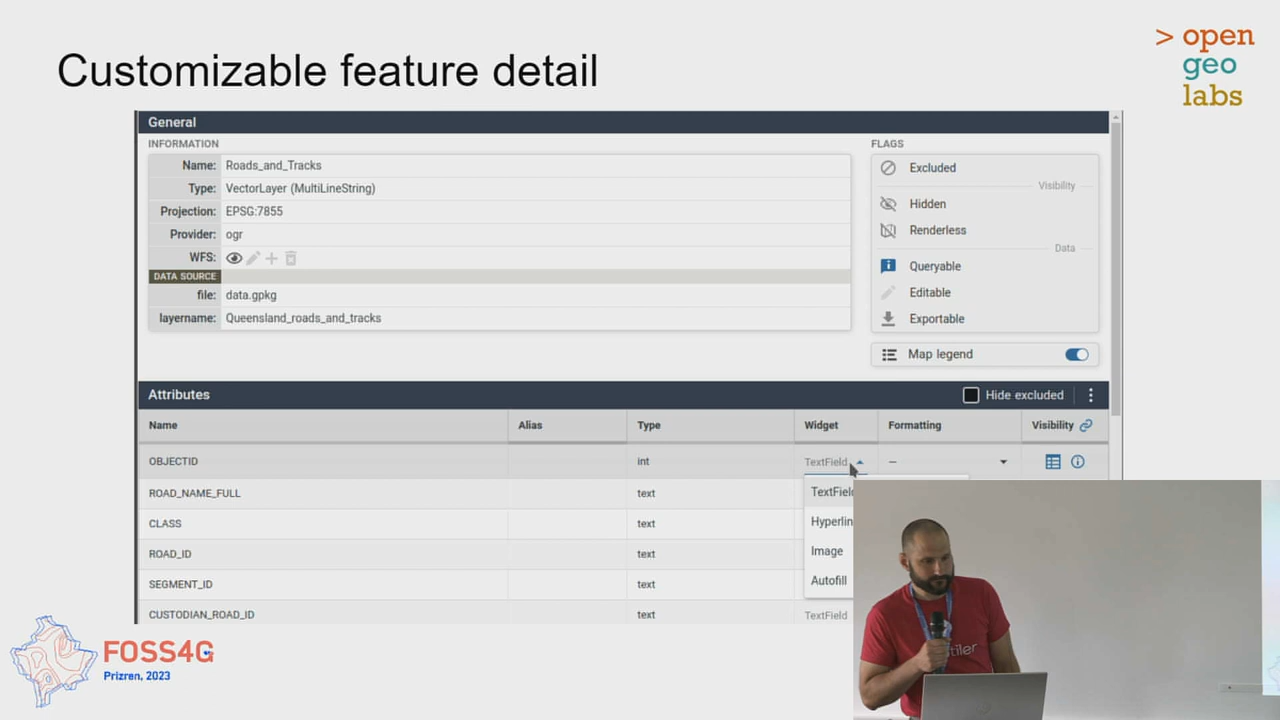 Customizable feature detail
> open
geo
labs
General
INFORMATION
Name: Roads_and_Tracks
Type: VectorLayer (MultiLineString)
Projection: EPSG:7855
Provider: ogr
WFS:
DATA SOURCE
file: data.gpkg
layername: Queensland_roads_and_tracks
FLAGS
Excluded
Visibility
Hidden
Renderless
Data
Queryable
Editable
Exportable
Map legend
Attributes
Hide excluded
Name Alias Type Widget Formatting Visibility
OBJECTID int TextField —
ROAD_NAME_FULL text
CLASS text
ROAD_ID text
SEGMENT_ID text
CUSTODIAN_ROAD_ID text TextField
TextField
Image
Autofill
FOSS4G
Prizren, 2023